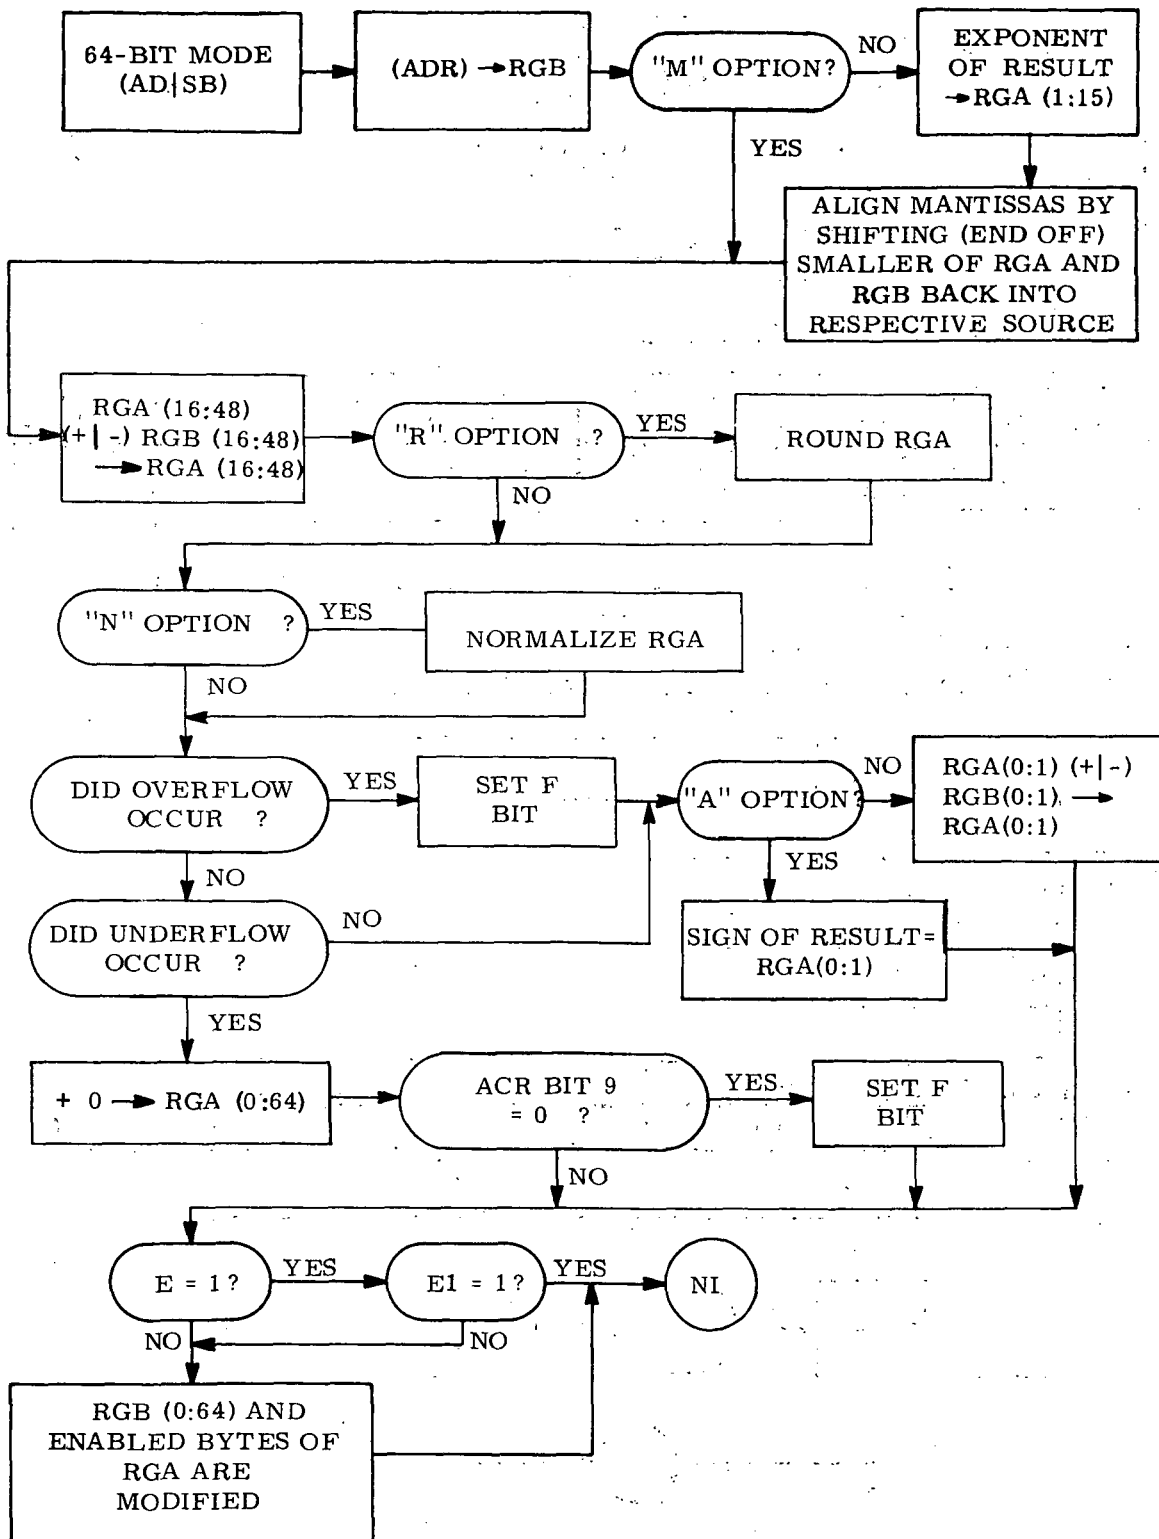 64-BIT MODE
(AD|SB)
(ADR) → RGB
"M" OPTION?
NO
EXPONENT
OF RESULT
→ RGA (1:15)
YES
ALIGN MANTISSAS BY
SHIFTING (END OFF)
SMALLER OF RGA AND
RGB BACK INTO
RESPECTIVE SOURCE
RGA (16:48)
(+|-) RGB (16:48)
→ RGA (16:48)
"R" OPTION ?
YES
ROUND RGA
NO
"N" OPTION ?
YES
NORMALIZE RGA
NO
DID OVERFLOW
OCCUR ?
YES
SET F
BIT
"A" OPTION?
NO
RGA(0:1) (+|-)
RGB(0:1) →
RGA(0:1)
NO
YES
DID UNDERFLOW
OCCUR ?
NO
SIGN OF RESULT=
RGA(0:1)
YES
+ 0 → RGA (0:64)
ACR BIT 9
= 0 ?
YES
SET F
BIT
NO
E = 1?
YES
E1 = 1?
YES
NI
NO
NO
RGB (0:64) AND
ENABLED BYTES OF
RGA ARE
MODIFIED